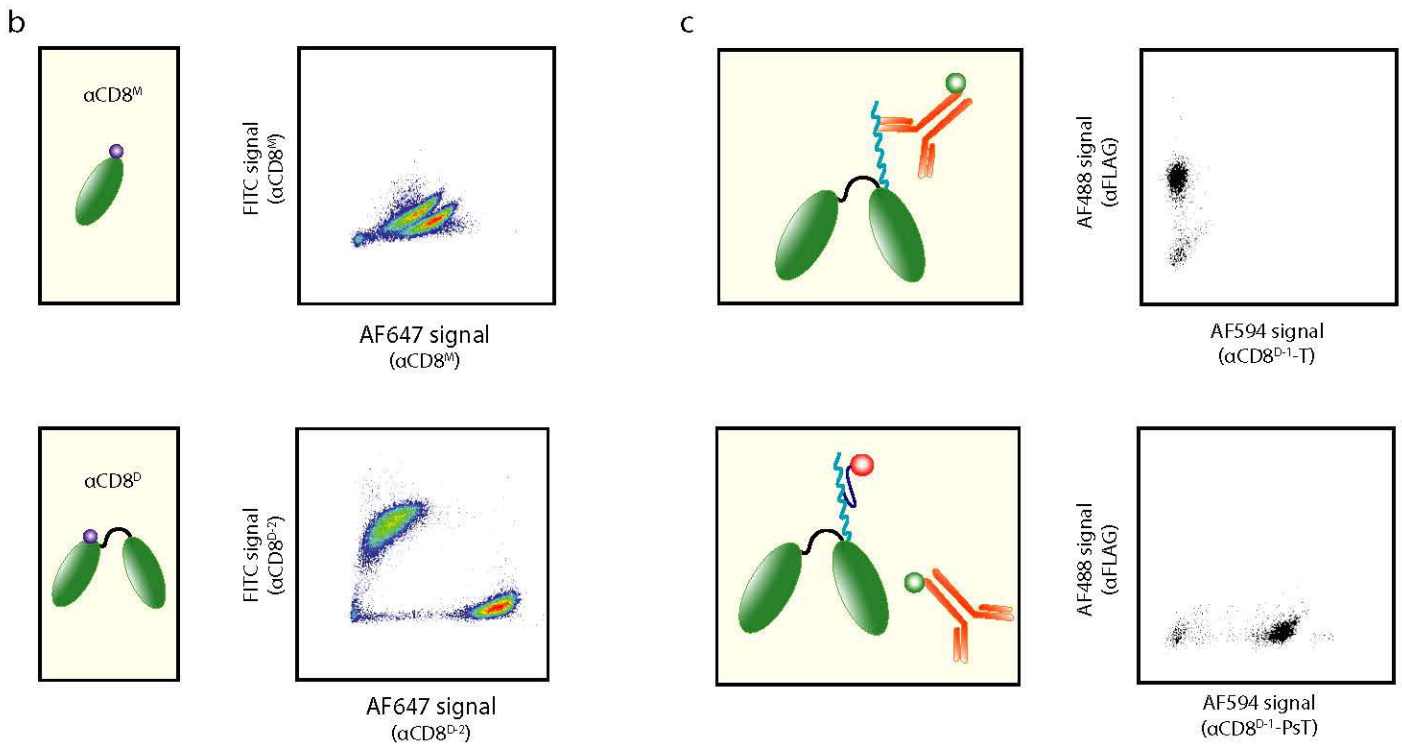 b
αCD8ᴹ
FITC signal
(αCD8ᴹ)
AF647 signal
(αCD8ᴹ)
αCD8ᴰ
FITC signal
(αCD8ᴰ⁻²)
AF647 signal
(αCD8ᴰ⁻²)
c
AF488 signal
(αFLAG)
AF594 signal
(αCD8ᴰ⁻¹-T)
AF488 signal
(αFLAG)
AF594 signal
(αCD8ᴰ⁻¹-PsT)